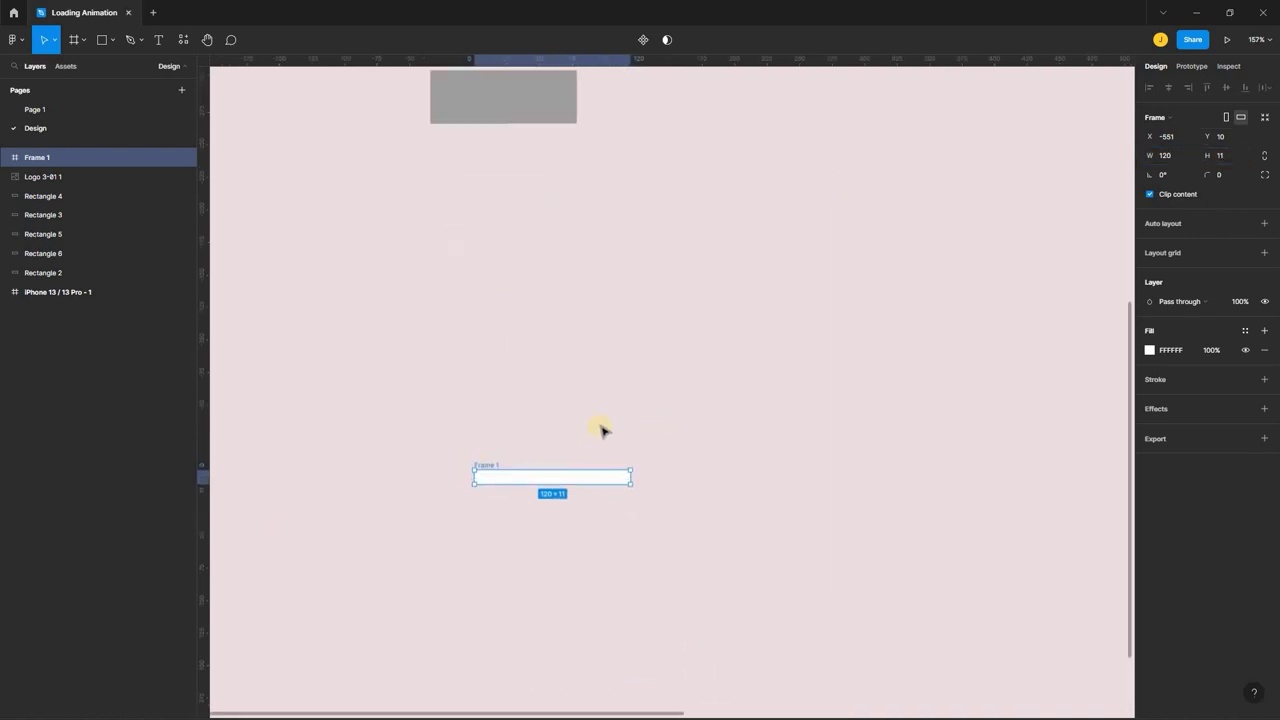 Loading Animation
157%
J
Share
Layers
Assets
Design
Pages
Page 1
Design
Frame 1
Logo 3-01 1
Rectangle 4
Rectangle 3
Rectangle 5
Rectangle 6
Rectangle 2
iPhone 13 / 13 Pro - 1
0
120
Frame 1
120 × 11
Design
Prototype
Inspect
Frame
X -551
Y 10
W 120
H 11
0°
0
Clip content
Auto layout
Layout grid
Layer
Pass through
100%
Fill
FFFFFF
100%
Stroke
Effects
Export
?